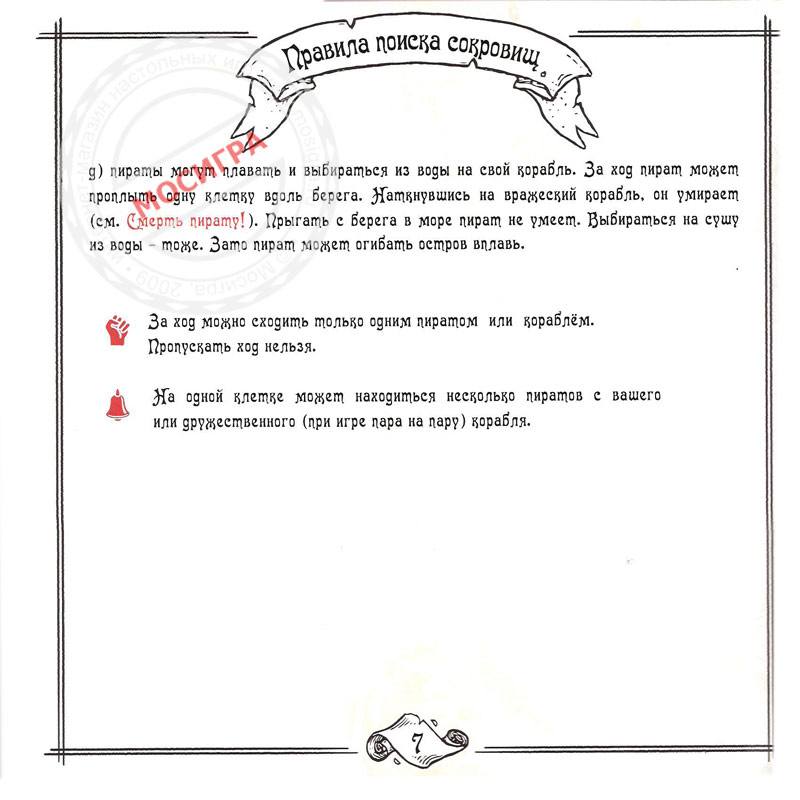 Правила поиска сокровищ.
д) пираты могут плавать и выбираться из воды на свой корабль. За ход пират может
проплыть одну клетку вдоль берега. Наткнувшись на вражеский корабль, он умирает
(см. Смерть пирату!). Прыгать с берега в море пират не умеет. Выбираться на сушу
из воды – тоже. Зато пират может огибать остров вплавь.
МОСИГРА
За ход можно сходить только одним пиратом или кораблём.
Пропускать ход нельзя.
На одной клетке может находиться несколько пиратов с вашего
или дружественного (при игре пара на пару) корабля.
7